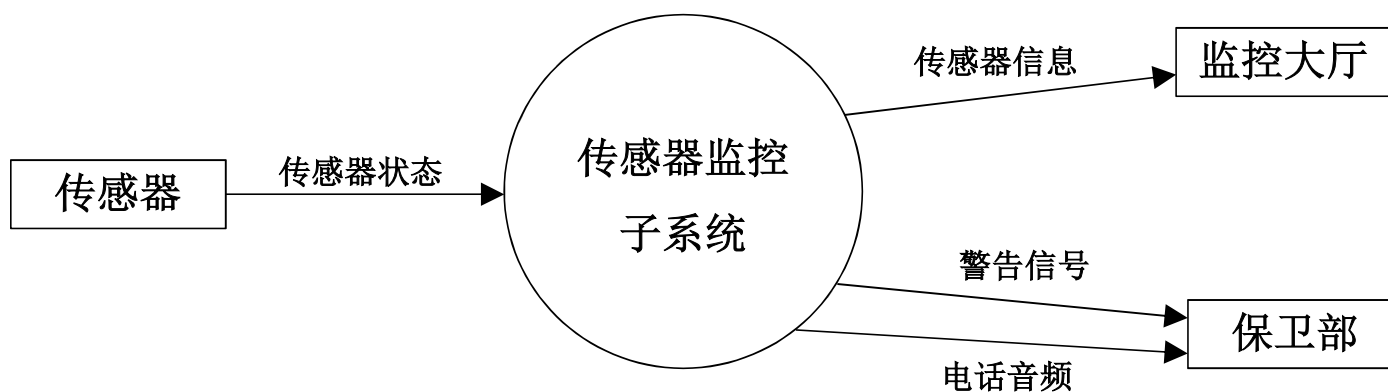 传感器信息
监控大厅
传感器监控
子系统
传感器状态
传感器
警告信号
保卫部
电话音频